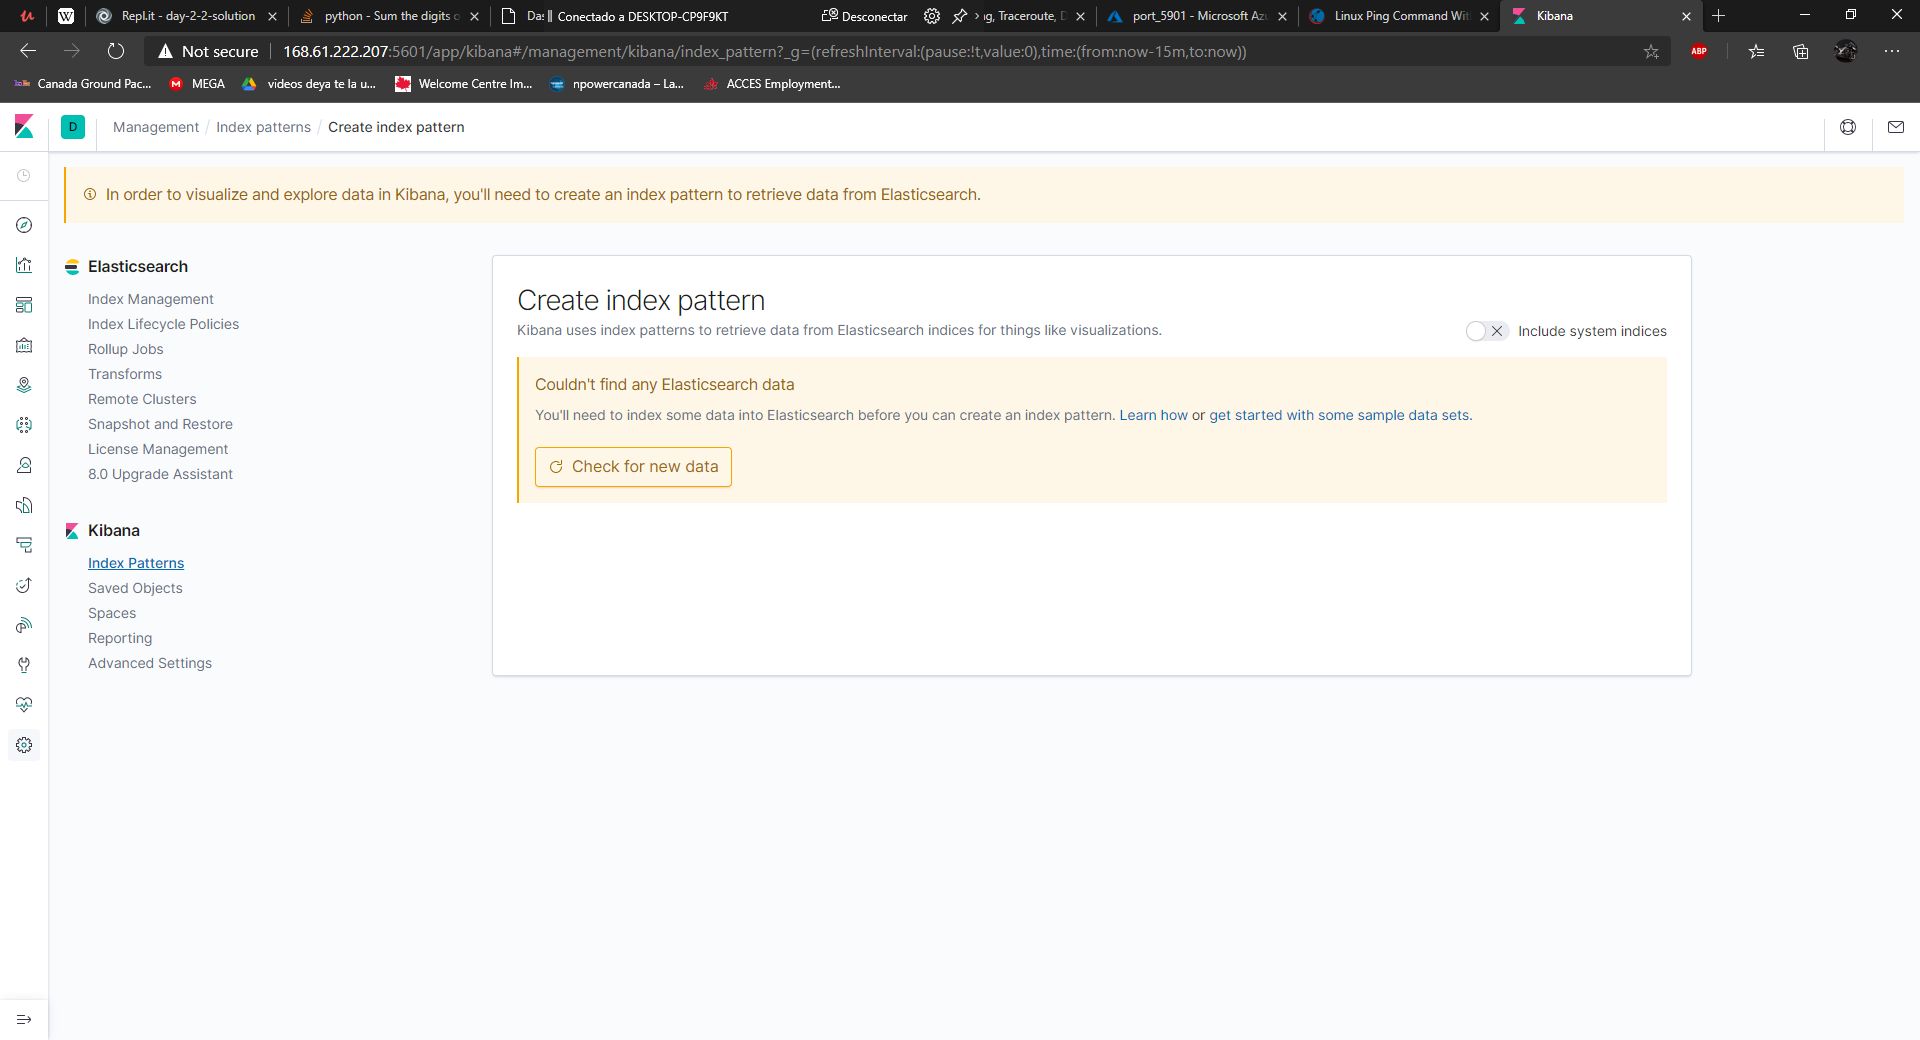 Repl.it - day-2-2-solution
python - Sum the digits o
Das
Conectado a DESKTOP-CP9F9KT
Desconectar
ng, Traceroute, D
port_5901 - Microsoft Azu
Linux Ping Command Wit
Kibana
Not secure
168.61.222.207:5601/app/kibana#/management/kibana/index_pattern?_g=(refreshInterval:(pause:!t,value:0),time:(from:now-15m,to:now))
ABP
Canada Ground Pac...
MEGA
videos deya te la u...
Welcome Centre Im...
npowercanada – La...
ACCES Employment...
D
Management / Index patterns / Create index pattern
In order to visualize and explore data in Kibana, you'll need to create an index pattern to retrieve data from Elasticsearch.
Elasticsearch
Index Management
Index Lifecycle Policies
Rollup Jobs
Transforms
Remote Clusters
Snapshot and Restore
License Management
8.0 Upgrade Assistant
Kibana
Index Patterns
Saved Objects
Spaces
Reporting
Advanced Settings
Create index pattern
Kibana uses index patterns to retrieve data from Elasticsearch indices for things like visualizations.
Include system indices
Couldn't find any Elasticsearch data
You'll need to index some data into Elasticsearch before you can create an index pattern. Learn how or get started with some sample data sets.
Check for new data